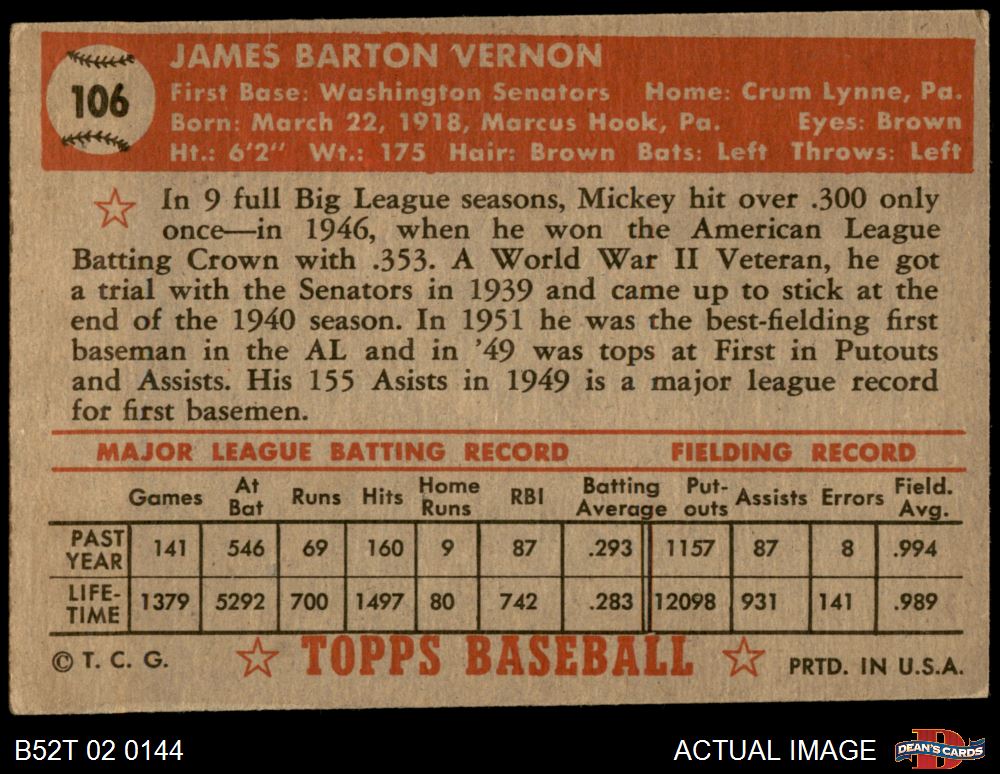 106
JAMES BARTON VERNON
First Base: Washington Senators Home: Crum Lynne, Pa.
Born: March 22, 1918, Marcus Hook, Pa. Eyes: Brown
Ht.: 6'2" Wt.: 175 Hair: Brown Bats: Left Throws: Left
In 9 full Big League seasons, Mickey hit over .300 only
once—in 1946, when he won the American League
Batting Crown with .353. A World War II Veteran, he got
a trial with the Senators in 1939 and came up to stick at the
end of the 1940 season. In 1951 he was the best-fielding first
baseman in the AL and in '49 was tops at First in Putouts
and Assists. His 155 Asists in 1949 is a major league record
for first basemen.
MAJOR LEAGUE BATTING RECORD FIELDING RECORD
Games At Bat Runs Hits Home Runs RBI Batting Average Put-outs Assists Errors Field. Avg.
PAST YEAR 141 546 69 160 9 87 .293 1157 87 8 .994
LIFE-TIME 1379 5292 700 1497 80 742 .283 12098 931 141 .989
© T. C. G. TOPPS BASEBALL PRTD. IN U.S.A.
B52T 02 0144 ACTUAL IMAGE DEAN'S CARDS